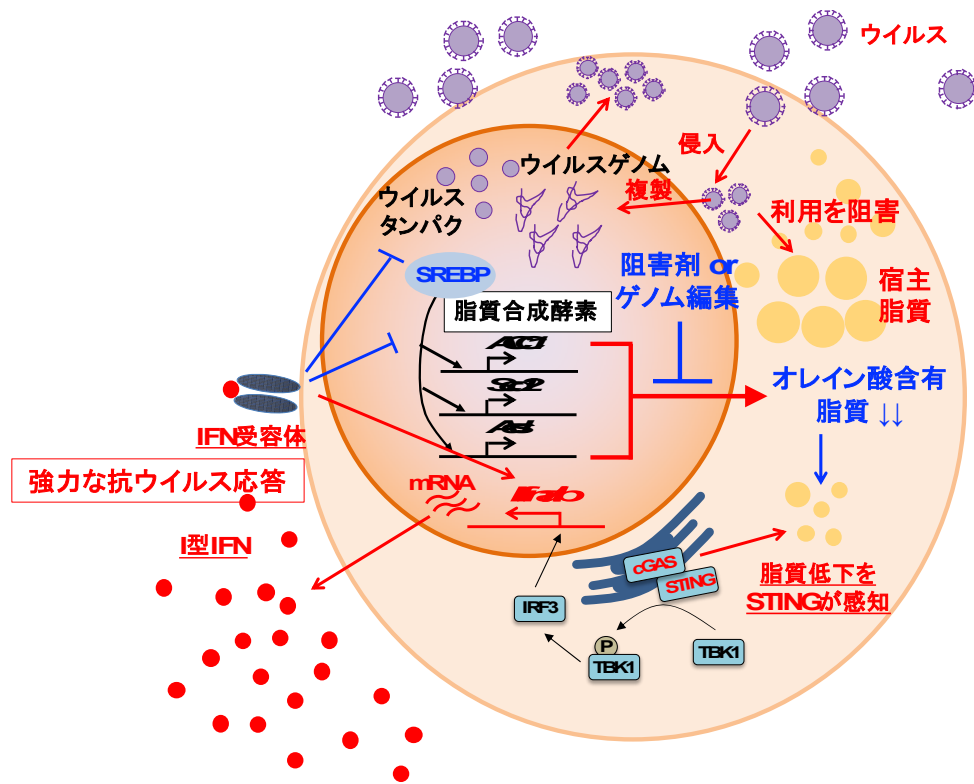 ウイルス
侵入
ウイルスゲノム
複製
ウイルス
タンパク
利用を阻害
SREBP
阻害剤 or
ゲノム編集
宿主
脂質
脂質合成酵素
オレイン酸含有
脂質 ↓↓
IFN受容体
強力な抗ウイルス応答
mRNA
I型IFN
cGAS
STING
脂質低下を
STINGが感知
IRF3
P
TBK1
TBK1